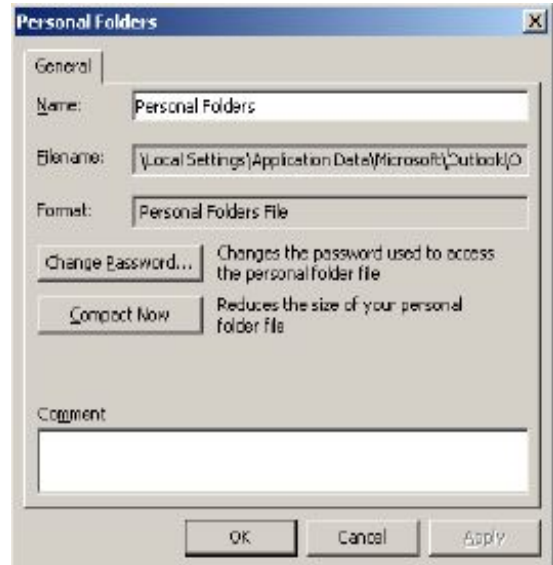 Personal Folders
General
Name: Personal Folders
Filename: \Local Settings\Application Data\Microsoft\Outlook\O
Format: Personal Folders File
Change Password... Changes the password used to access
the personal folder file
Compact Now Reduces the size of your personal
folder file
Comment
OK Cancel Apply